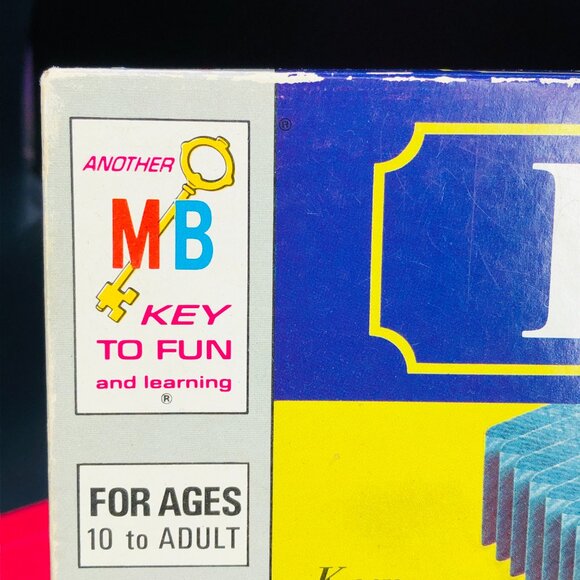 ANOTHER
MB
KEY
TO FUN
and learning
®
FOR AGES
10 to ADULT
®